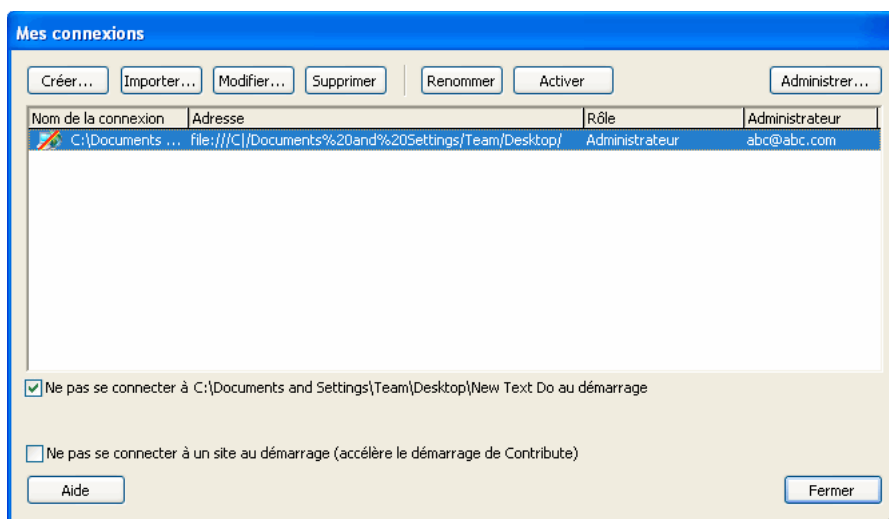 Mes connexions
Créer... Importer... Modifier... Supprimer Renommer Activer Administrer...
Nom de la connexion Adresse Rôle Administrateur
C:\Documents ... file:///C|/Documents%20and%20Settings/Team/Desktop/ Administrateur abc@abc.com
Ne pas se connecter à C:\Documents and Settings\Team\Desktop\New Text Do au démarrage
Ne pas se connecter à un site au démarrage (accélère le démarrage de Contribute)
Aide Fermer